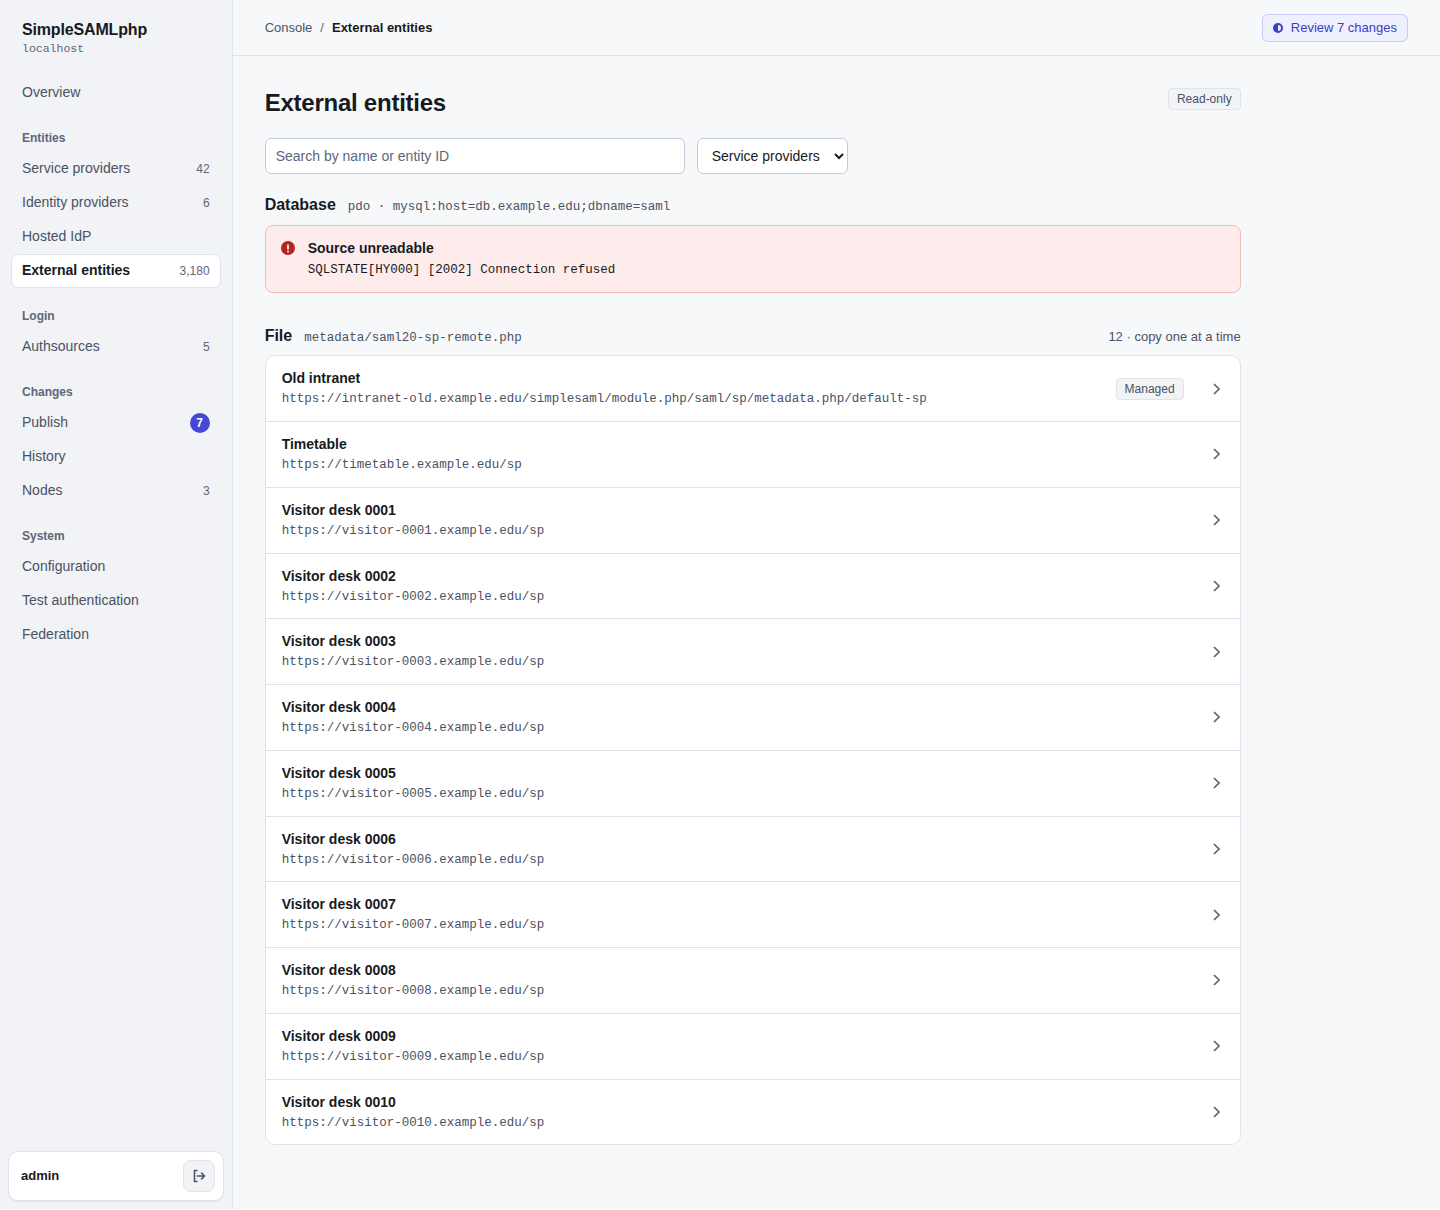 SimpleSAMLphp
localhost
Overview
Entities
Service providers 42
Identity providers 6
Hosted IdP
External entities 3,180
Login
Authsources 5
Changes
Publish 7
History
Nodes 3
System
Configuration
Test authentication
Federation
admin
Console / External entities
Review 7 changes
External entities
Read-only
Search by name or entity ID
Service providers
Database pdo · mysql:host=db.example.edu;dbname=saml
Source unreadable
SQLSTATE[HY000] [2002] Connection refused
File metadata/saml20-sp-remote.php
12 · copy one at a time
Old intranet
https://intranet-old.example.edu/simplesaml/module.php/saml/sp/metadata.php/default-sp
Managed
Timetable
https://timetable.example.edu/sp
Visitor desk 0001
https://visitor-0001.example.edu/sp
Visitor desk 0002
https://visitor-0002.example.edu/sp
Visitor desk 0003
https://visitor-0003.example.edu/sp
Visitor desk 0004
https://visitor-0004.example.edu/sp
Visitor desk 0005
https://visitor-0005.example.edu/sp
Visitor desk 0006
https://visitor-0006.example.edu/sp
Visitor desk 0007
https://visitor-0007.example.edu/sp
Visitor desk 0008
https://visitor-0008.example.edu/sp
Visitor desk 0009
https://visitor-0009.example.edu/sp
Visitor desk 0010
https://visitor-0010.example.edu/sp